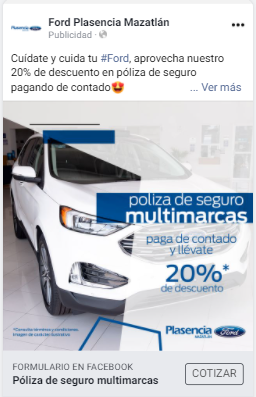 Ford Plasencia Mazatlán
Publicidad ·
Cuídate y cuida tu #Ford, aprovecha nuestro
20% de descuento en póliza de seguro
pagando de contado
... Ver más
poliza de seguro
multimarcas
paga de contado
y llévate
20%*
de descuento
*Consulta términos y condiciones.
Plasencia Ford
FORMULARIO EN FACEBOOK
Póliza de seguro multimarcas
COTIZAR